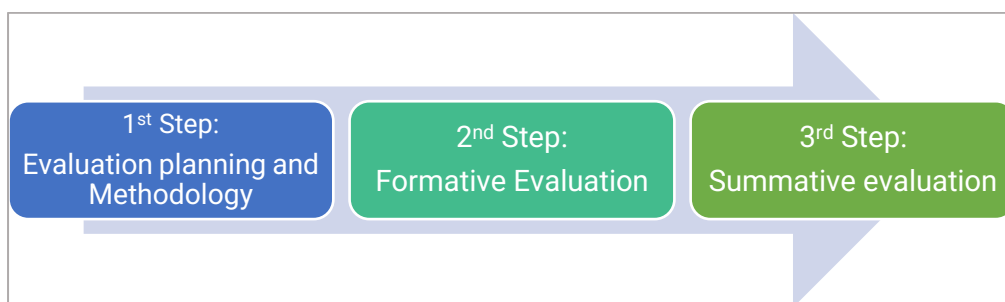 1st Step:
Evaluation planning and
Methodology
2nd Step:
Formative Evaluation
3rd Step:
Summative evaluation